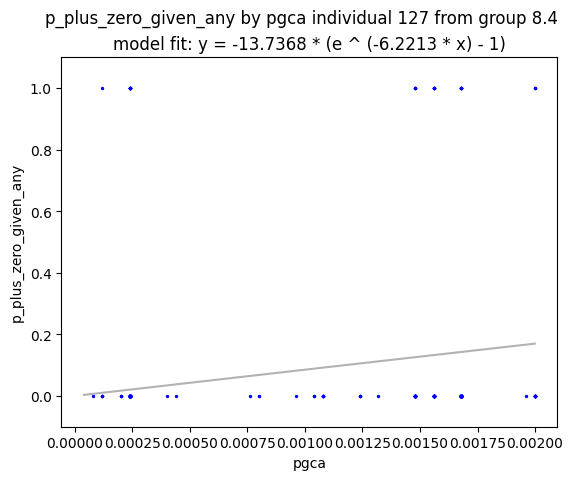 p_plus_zero_given_any by pgca individual 127 from group 8.4
model fit: y = -13.7368 * (e ^ (-6.2213 * x) - 1)
1.0
0.8
0.6
0.4
0.2
0.0
p_plus_zero_given_any
0.00000 0.00025 0.00050 0.00075 0.00100 0.00125 0.00150 0.00175 0.00200
pgca